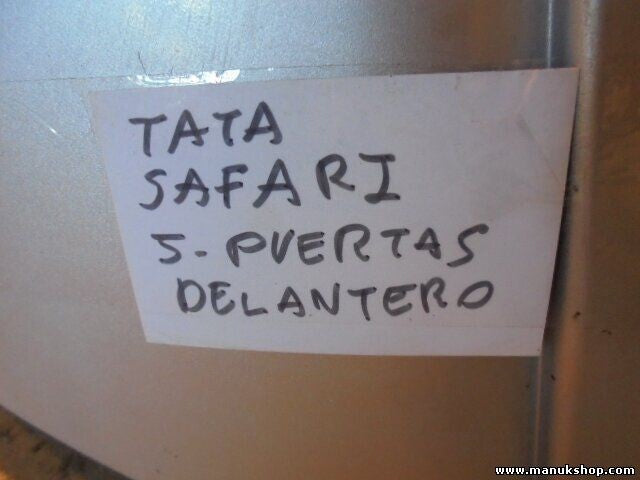 TATA
SAFARI
5-PUERTAS
DELANTERO
www.manukshop.com